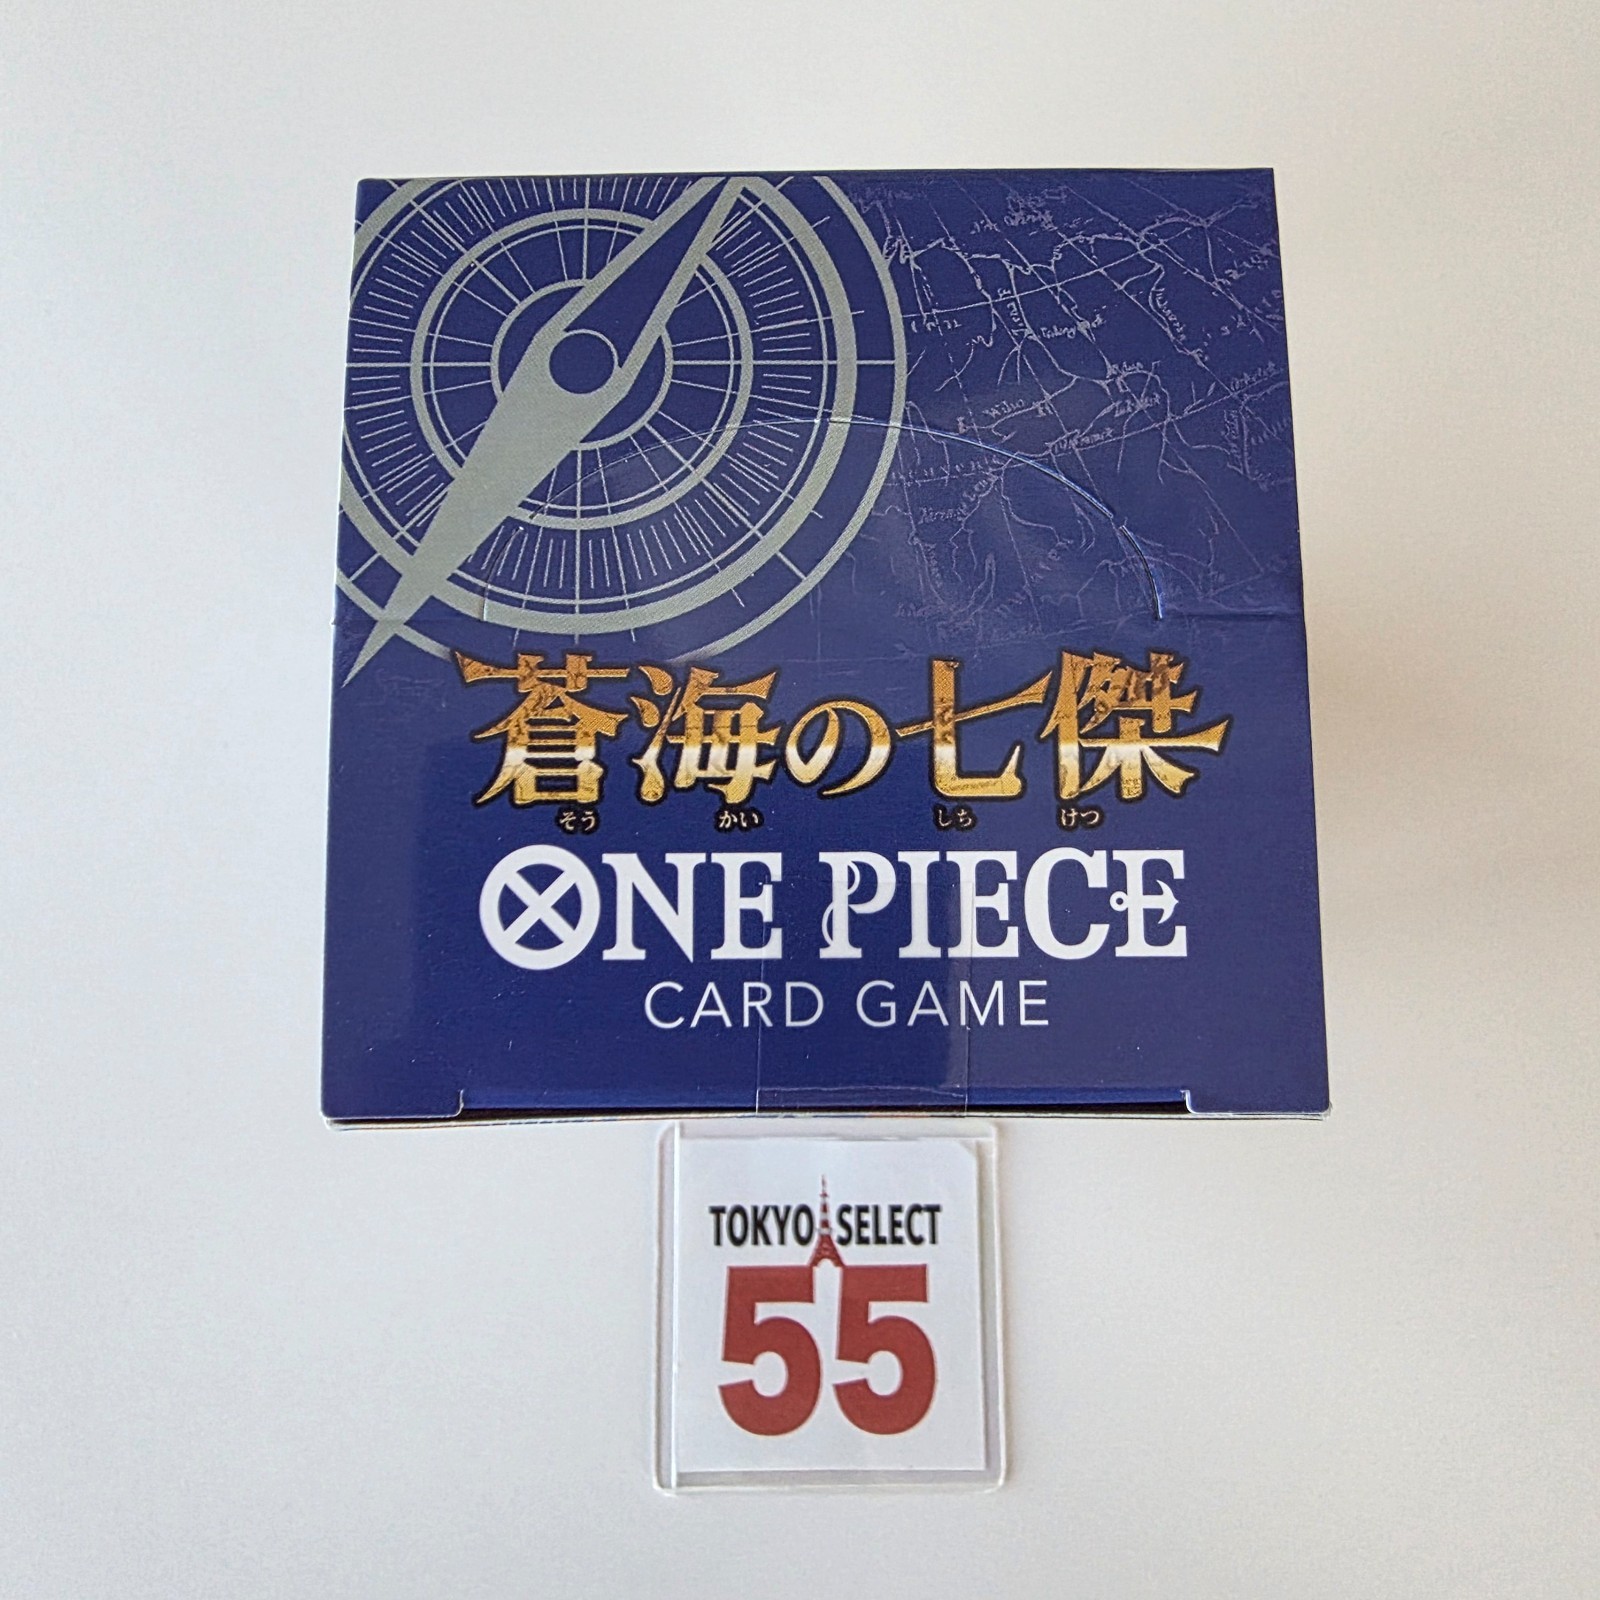 蒼海の七傑
そう かい しち けつ
ONE PIECE
CARD GAME
TOKYO SELECT
55